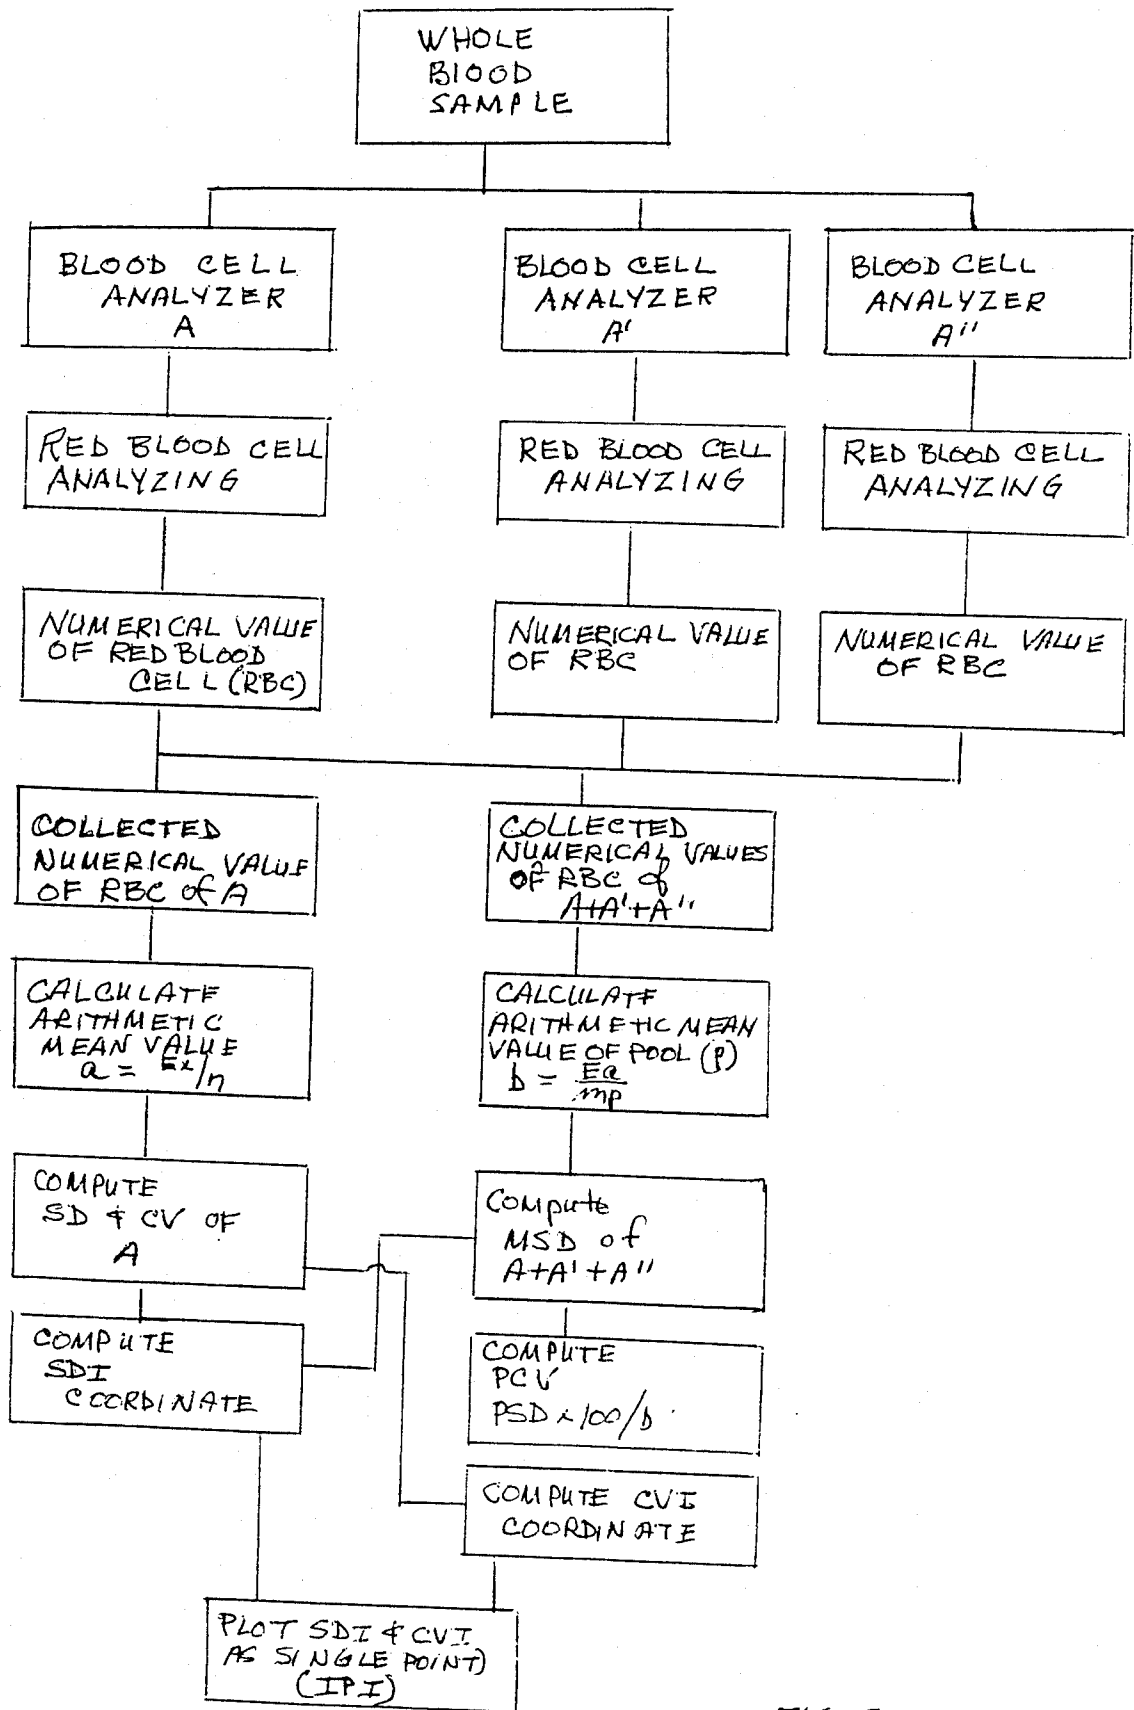 WHOLE
BlOOD
SAMPLE
BLOOD CELL
ANALYZER
A
BLOOD CELL
ANALYZER
A'
BLOOD CELL
ANALYZER
A''
RED BLOOD CELL
ANALYZING
RED BLOOD CELL
ANALYZING
RED BLOOD CELL
ANALYZING
NUMERICAL VALUE
OF RED BLOOD
CELL (RBC)
NUMERICAL VALUE
OF RBC
NUMERICAL VALUE
OF RBC
COLLECTED
NUMERICAL VALUE
OF RBC of A
COLLECTED
NUMERICAL VALUES
OF RBC of
A+A'+A''
CALCULATE
ARITHMETIC
MEAN VALUE
a = Ex/n
CALCULATE
ARITHMETIC MEAN
VALUE OF POOL (p)
b = Ea/mp
COMPUTE
SD & CV OF
A
Compute
MSD of
A+A'+A''
COMPUTE
SDI
COORDINATE
COMPUTE
PCV
PSD x 100/b
COMPUTE CVI
COORDINATE
PLOT SDI & CVI
AS SINGLE POINT)
(IPI)